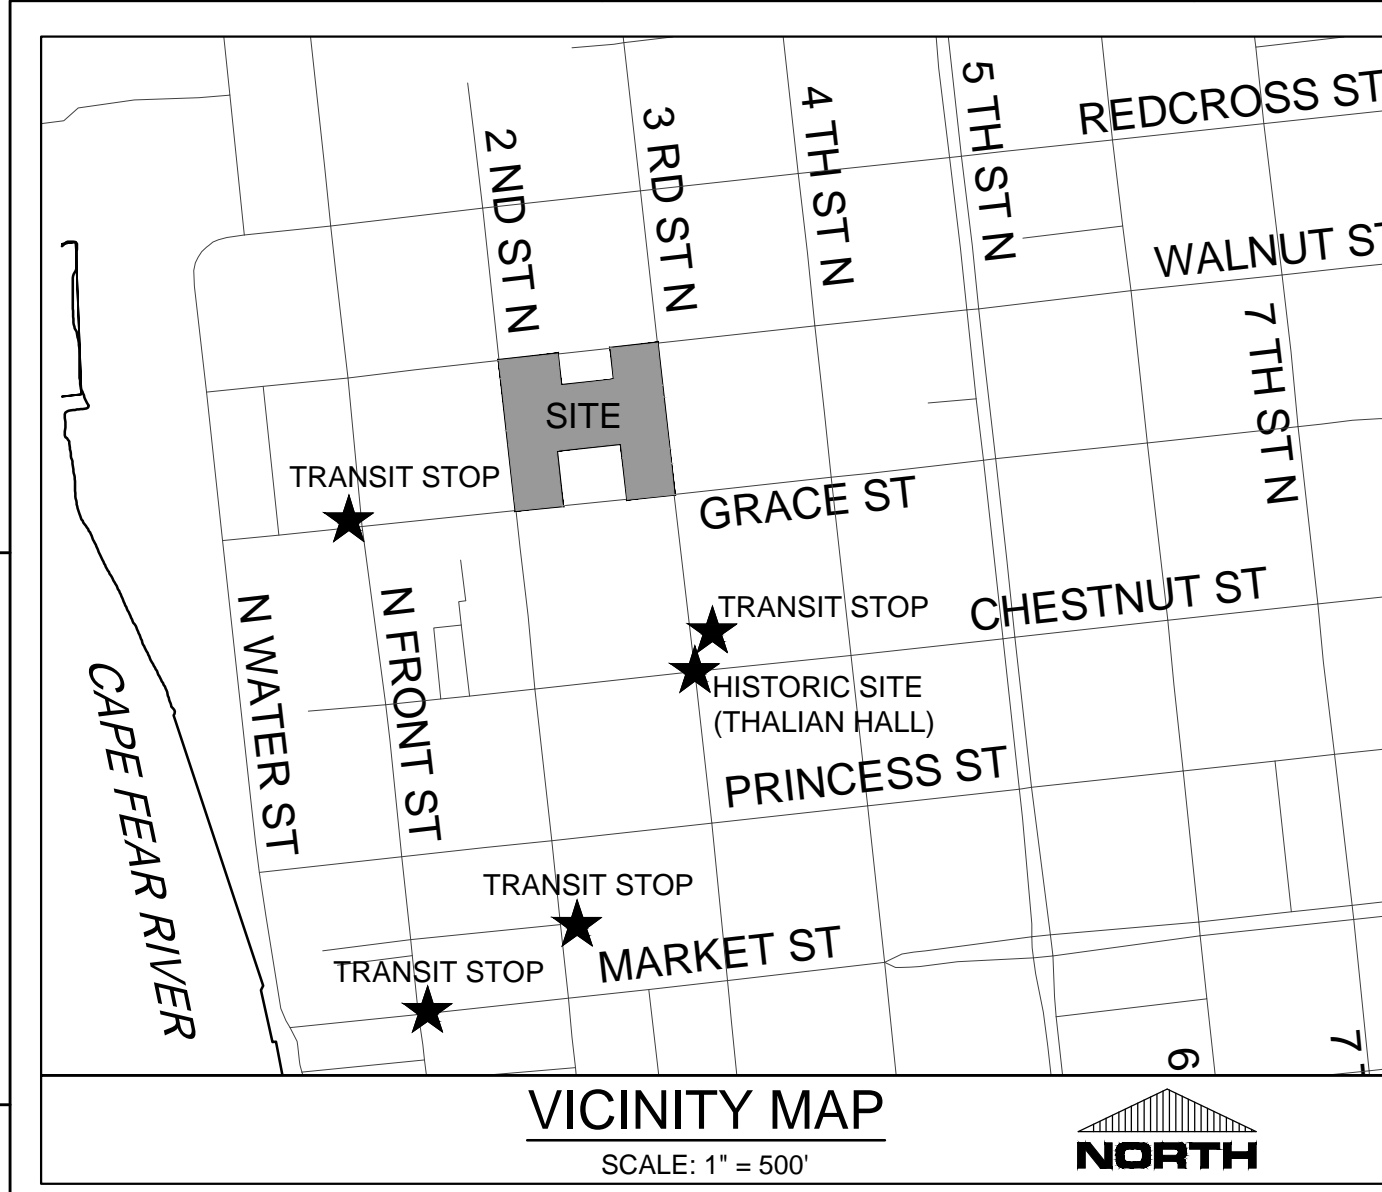 REDCROSS ST
5 TH ST N
4 TH ST N
3 RD ST N
2 ND ST N
WALNUT ST
7 TH ST N
SITE
TRANSIT STOP
GRACE ST
CHESTNUT ST
N WATER ST
N FRONT ST
TRANSIT STOP
HISTORIC SITE
(THALIAN HALL)
CAPE FEAR RIVER
PRINCESS ST
TRANSIT STOP
MARKET ST
TRANSIT STOP
6
7
VICINITY MAP
SCALE: 1" = 500'
NORTH